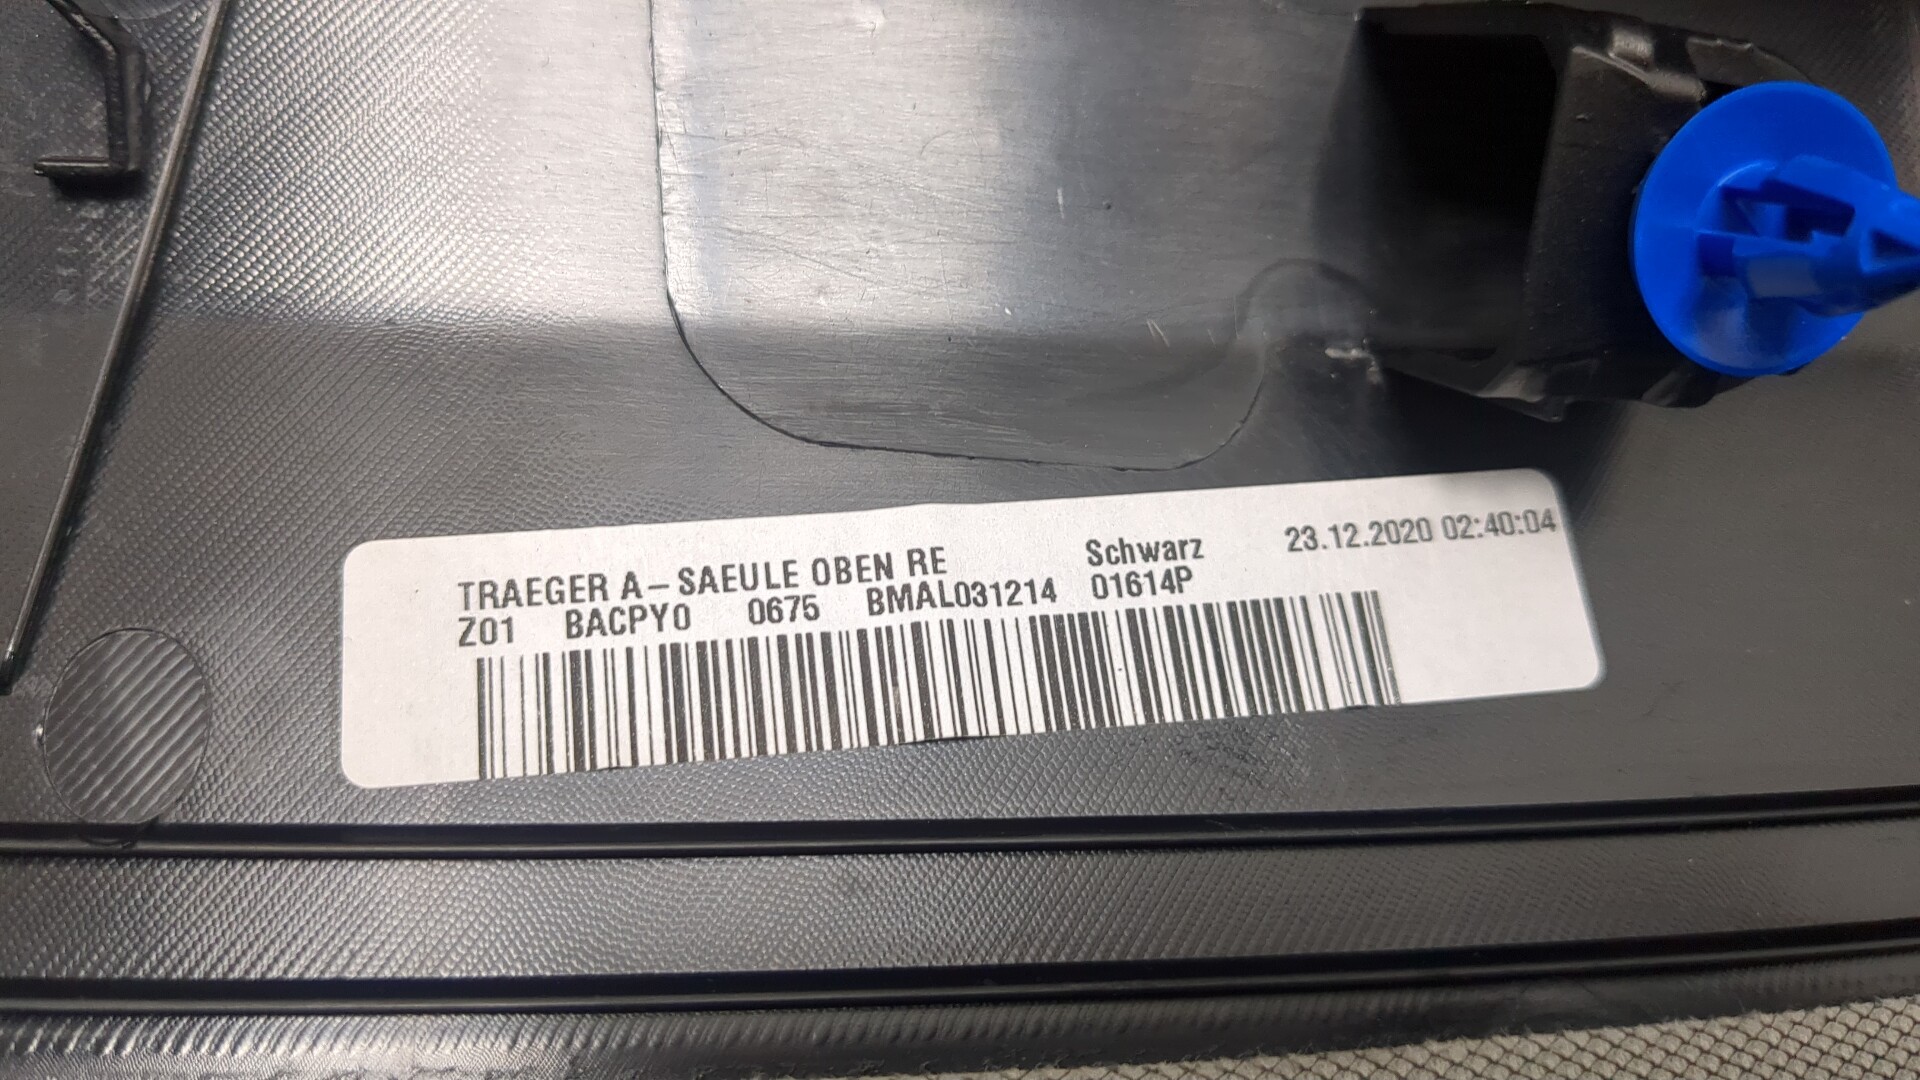 TRAEGER A-SAEULE OBEN RE Schwarz 23.12.2020 02:40:04
Z01 BACPY0 0675 BMAL031214 01614P